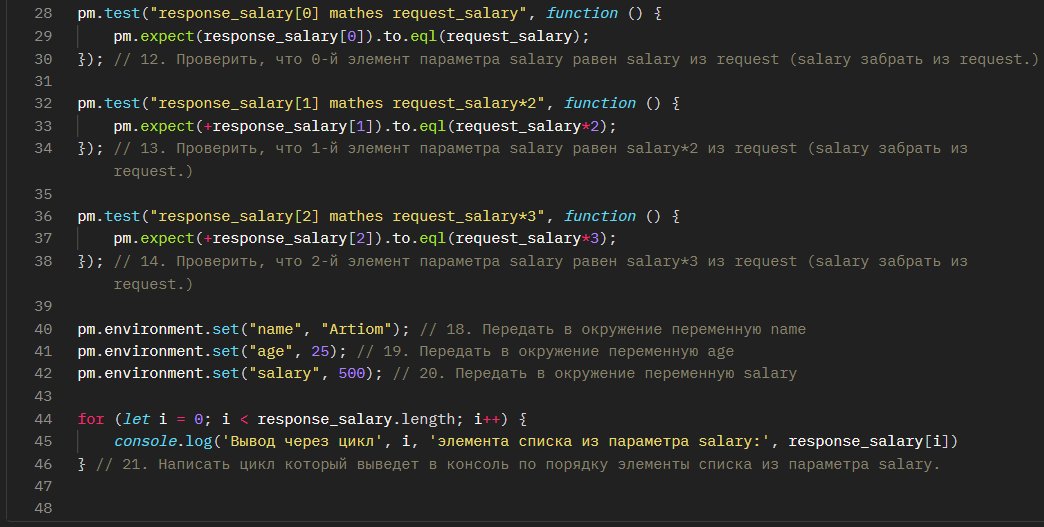 28 pm.test("response_salary[0] mathes request_salary", function () {
29 pm.expect(response_salary[0]).to.eql(request_salary);
30 }); // 12. Проверить, что 0-й элемент параметра salary равен salary из request (salary забрать из request.)
31
32 pm.test("response_salary[1] mathes request_salary*2", function () {
33 pm.expect(+response_salary[1]).to.eql(request_salary*2);
34 }); // 13. Проверить, что 1-й элемент параметра salary равен salary*2 из request (salary забрать из
request.)
35
36 pm.test("response_salary[2] mathes request_salary*3", function () {
37 pm.expect(+response_salary[2]).to.eql(request_salary*3);
38 }); // 14. Проверить, что 2-й элемент параметра salary равен salary*3 из request (salary забрать из
request.)
39
40 pm.environment.set("name", "Artiom"); // 18. Передать в окружение переменную name
41 pm.environment.set("age", 25); // 19. Передать в окружение переменную age
42 pm.environment.set("salary", 500); // 20. Передать в окружение переменную salary
43
44 for (let i = 0; i < response_salary.length; i++) {
45 console.log('Вывод через цикл', i, 'элемента списка из параметра salary:', response_salary[i])
46 } // 21. Написать цикл который выведет в консоль по порядку элементы списка из параметра salary.
47
48